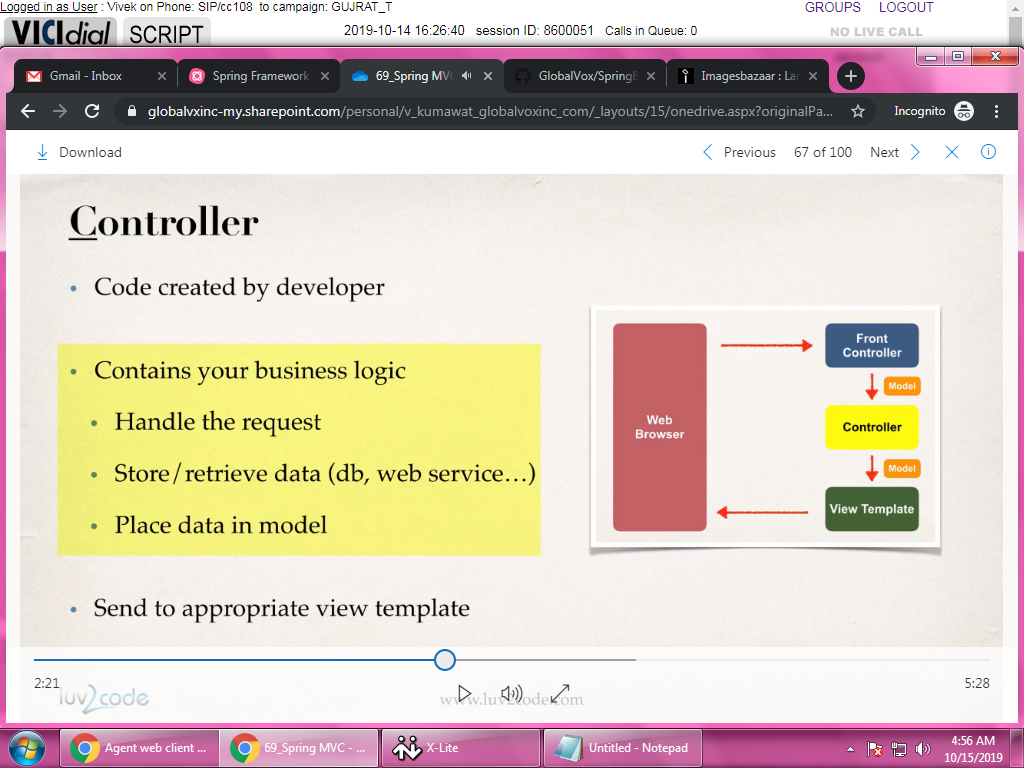 Logged in as User : Vivek on Phone: SIP/cc108 to campaign: GUJRAT_T
GROUPS LOGOUT
VICIdial SCRIPT
2019-10-14 16:26:40 session ID: 8600051 Calls in Queue: 0
NO LIVE CALL
Gmail - Inbox
Spring Framework
69_Spring MV
GlobalVox/Spring
Imagesbazaar : La
globalvxinc-my.sharepoint.com/personal/v_kumawat_globalvoxinc_com/_layouts/15/onedrive.aspx?originalPa...
Incognito
Download
Previous 67 of 100 Next
Controller
• Code created by developer
• Contains your business logic
• Handle the request
• Store/retrieve data (db, web service…)
• Place data in model
• Send to appropriate view template
Web
Browser
Front
Controller
Model
Controller
Model
View Template
2:21
5:28
luv2code
www.luv2code.com
Agent web client ...
69_Spring MVC - ...
X-Lite
Untitled - Notepad
4:56 AM
10/15/2019